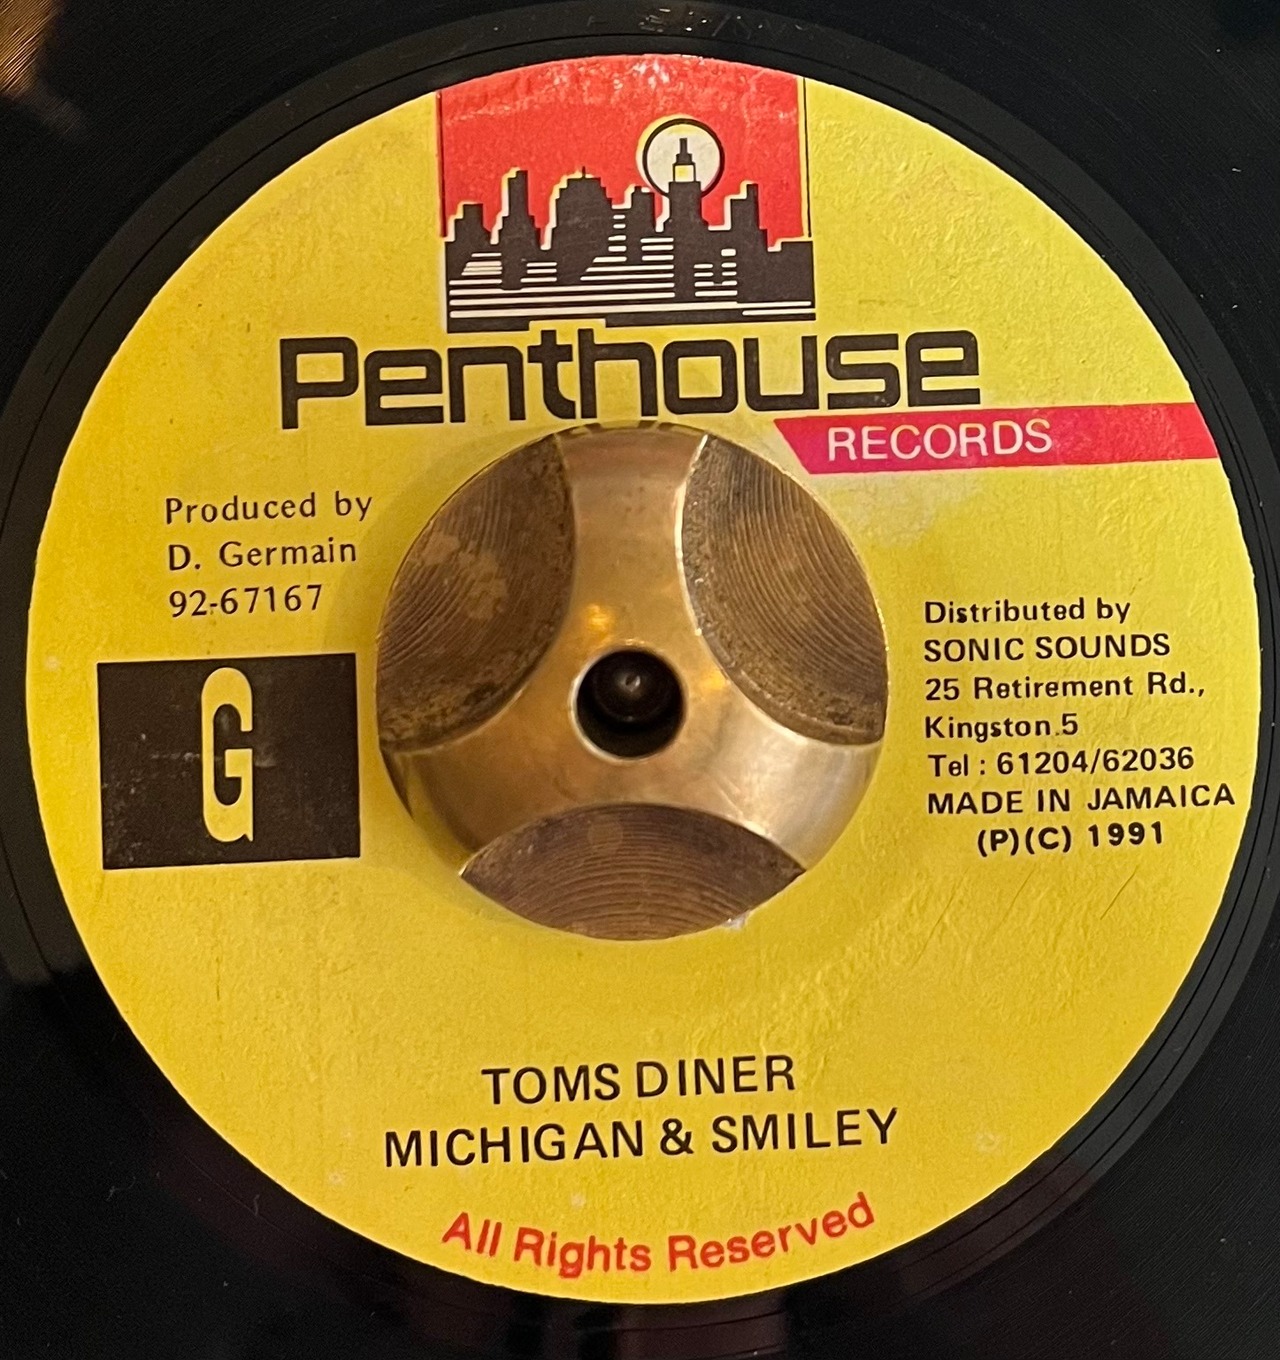 Penthouse
RECORDS
Produced by
D. Germain
92-67167
G
Distributed by
SONIC SOUNDS
25 Retirement Rd.,
Kingston.5
Tel : 61204/62036
MADE IN JAMAICA
(P)(C) 1991
TOMS DINER
MICHIGAN & SMILEY
All Rights Reserved